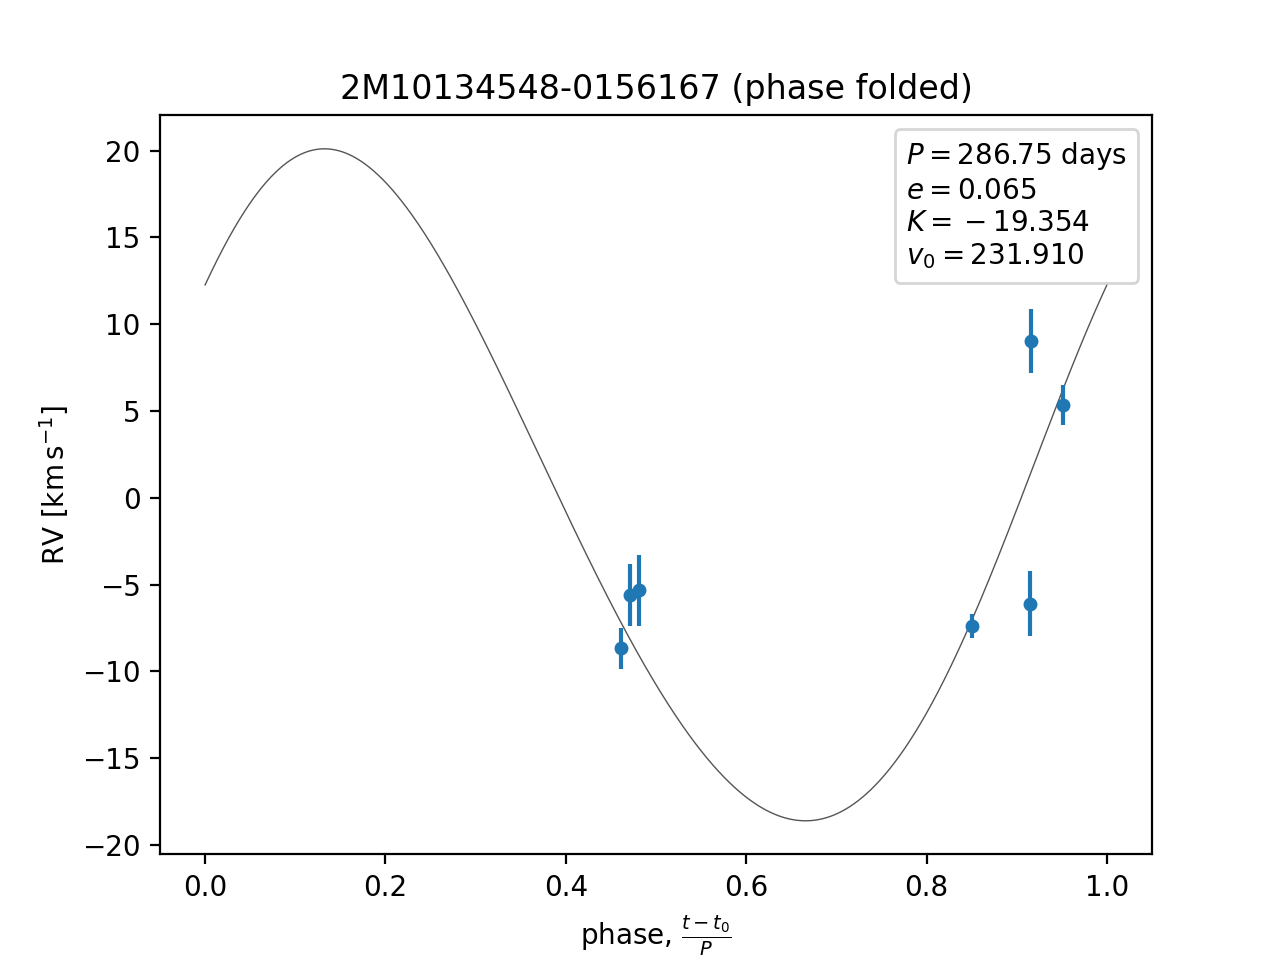 2M10134548-0156167 (phase folded)
P = 286.75 days
e = 0.065
K = −19.354
v₀ = 231.910
20
15
10
5
0
−5
−10
−15
−20
RV [km s⁻¹]
0.0 0.2 0.4 0.6 0.8 1.0
phase, (t − t₀)/P